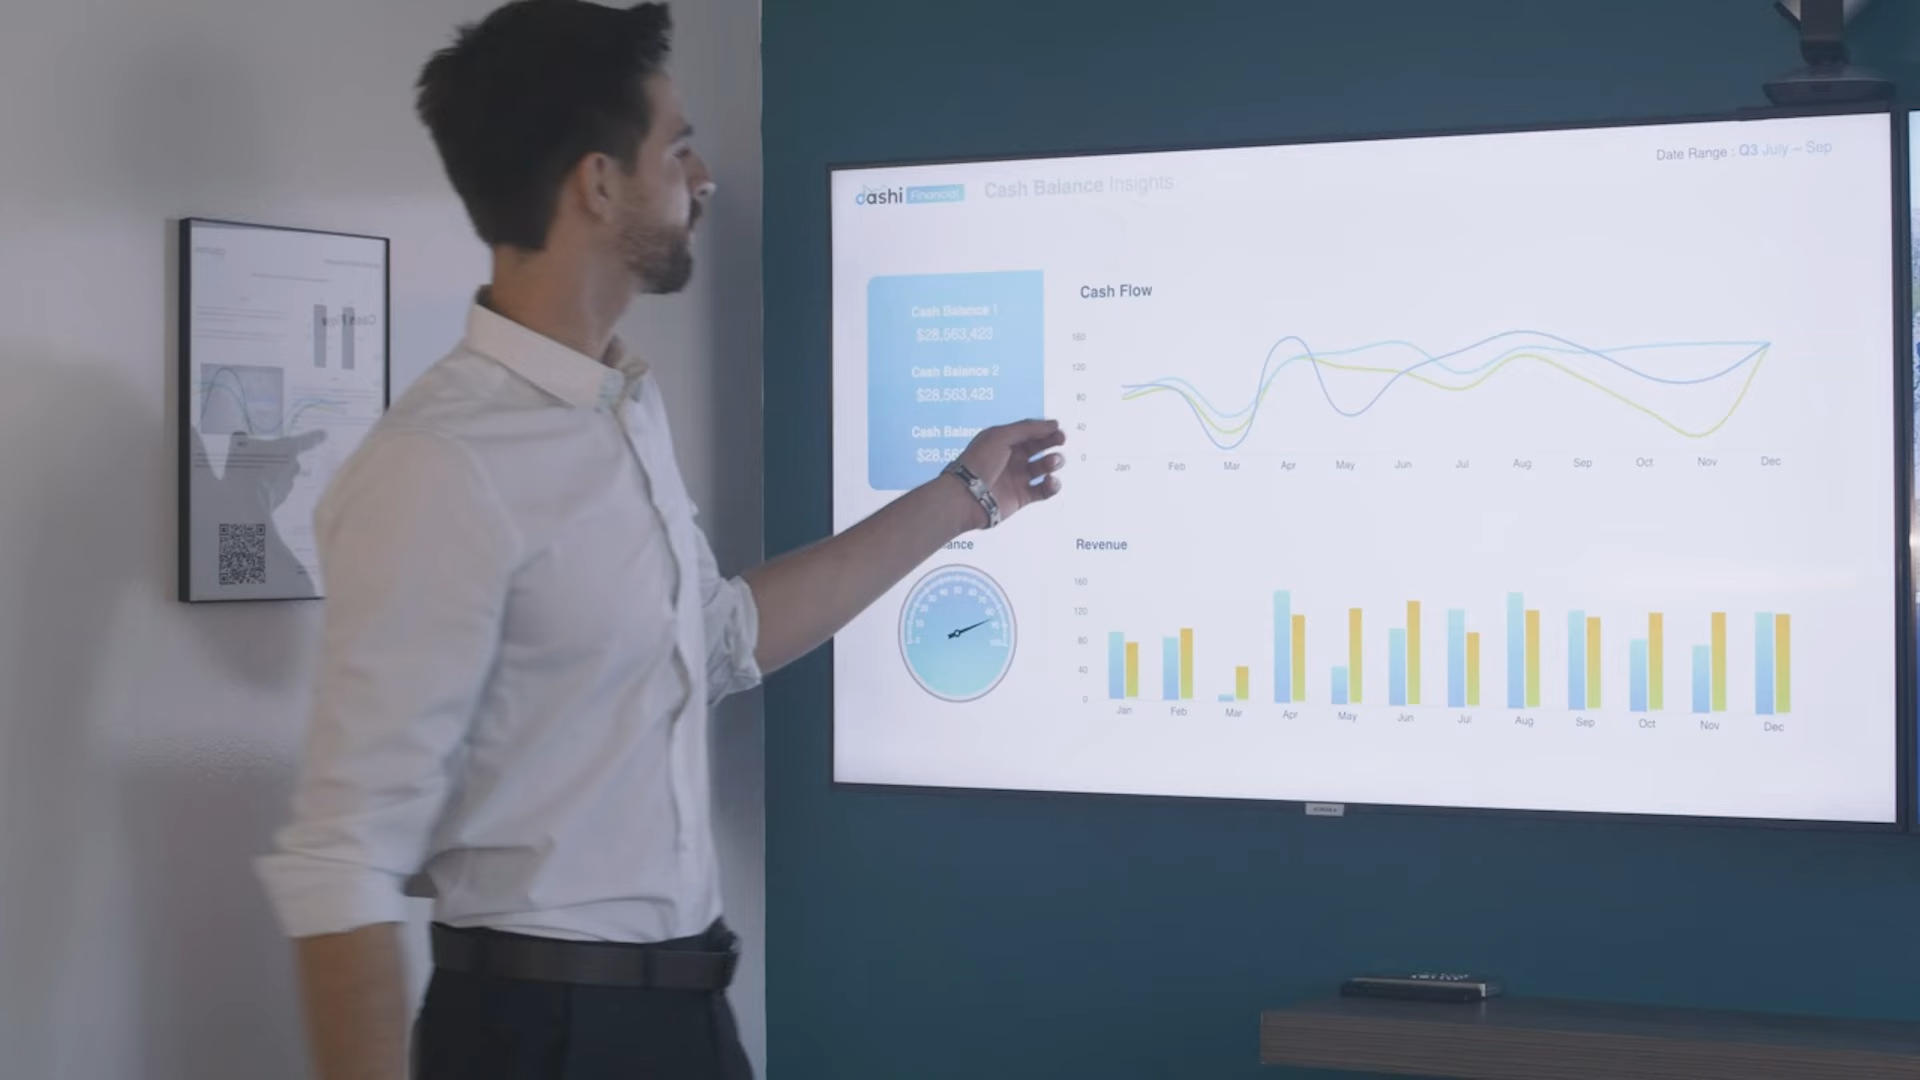 dashi Financial
Cash Balance Insights
Date Range : Q3 July – Sep
Cash Balance 1
$28,563,423
Cash Balance 2
$28,563,423
Cash
$28,56
Cash Flow
160
120
80
40
0
Jan Feb Mar Apr May Jun Jul Aug Sep Oct Nov Dec
Revenue
160
120
80
40
0
Jan Feb Mar Apr May Jun Jul Aug Sep Oct Nov Dec